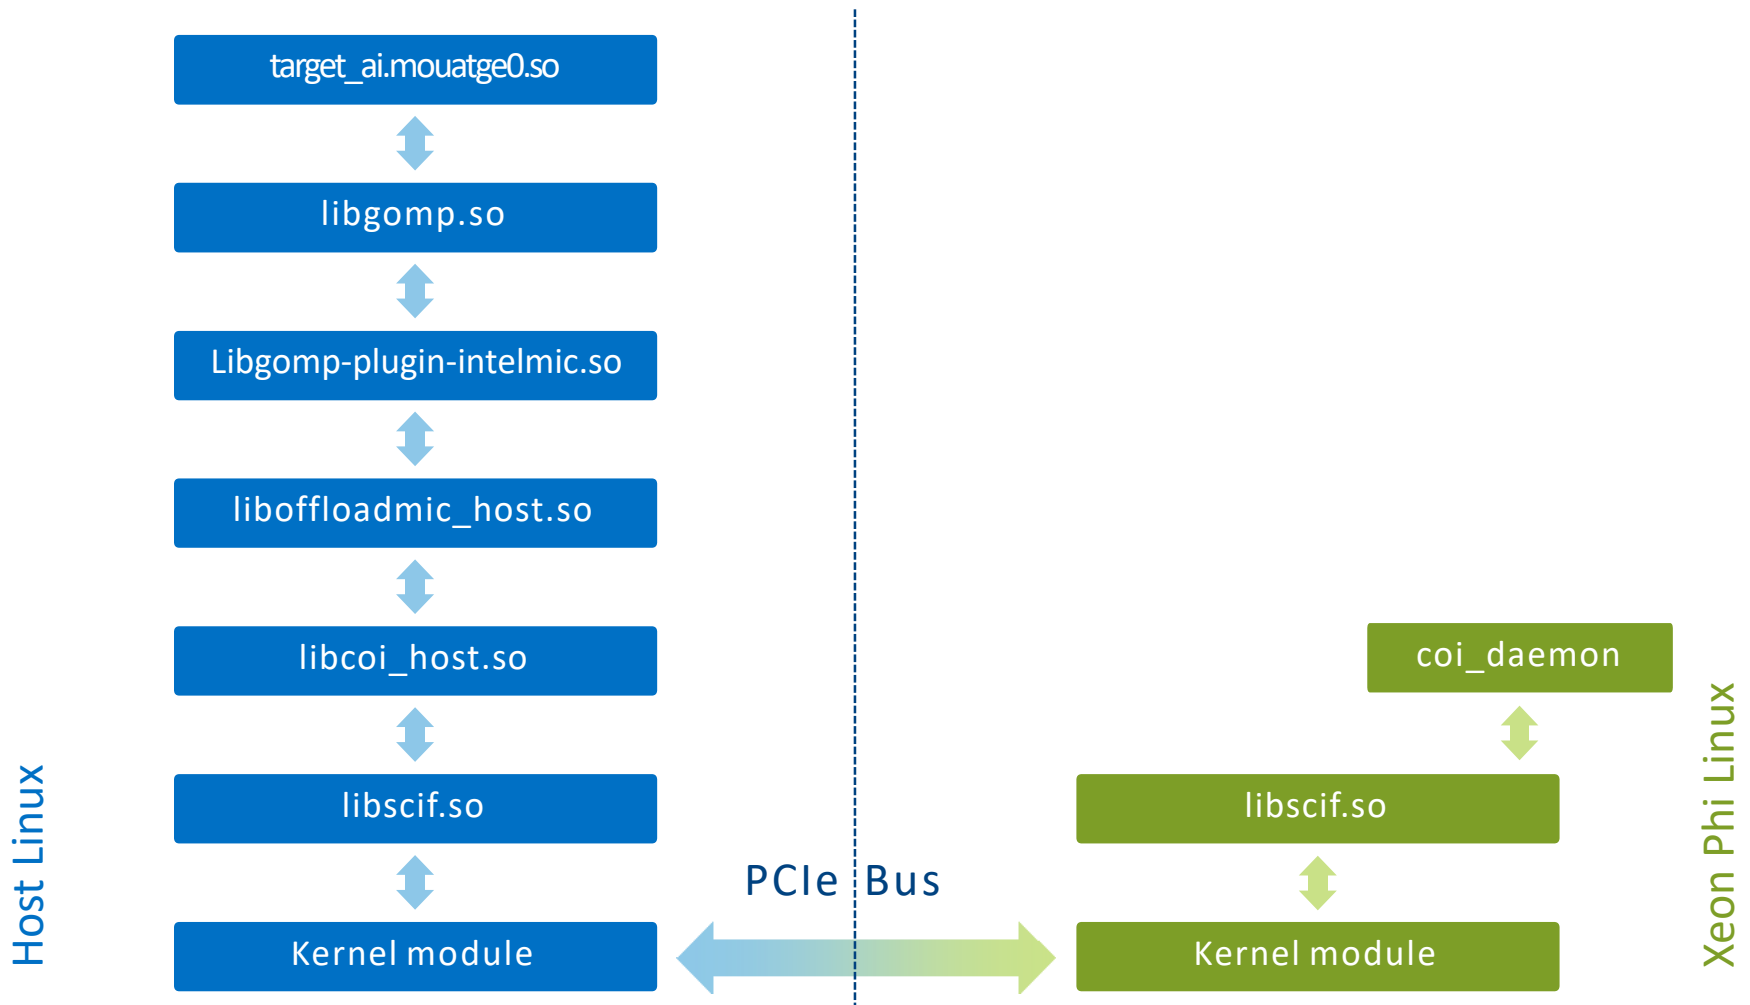 target_ai.mouatge0.so
libgomp.so
Libgomp-plugin-intelmic.so
liboffloadmic_host.so
libcoi_host.so
libscif.so
Kernel module
Host Linux
PCIe Bus
coi_daemon
libscif.so
Kernel module
Xeon Phi Linux